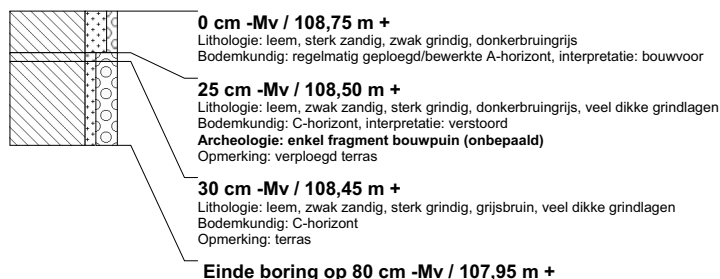 0 cm -Mv / 108,75 m +
Lithologie: leem, sterk zandig, zwak grindig, donkerbruingrijs
Bodemkundig: regelmatig geploegd/bewerkte A-horizont, interpretatie: bouwvoor
25 cm -Mv / 108,50 m +
Lithologie: leem, zwak zandig, sterk grindig, donkerbruingrijs, veel dikke grindlagen
Bodemkundig: C-horizont, interpretatie: verstoord
Archeologie: enkel fragment bouwpuin (onbepaald)
Opmerking: verploegd terras
30 cm -Mv / 108,45 m +
Lithologie: leem, zwak zandig, sterk grindig, grijsbruin, veel dikke grindlagen
Bodemkundig: C-horizont
Opmerking: terras
Einde boring op 80 cm -Mv / 107,95 m +